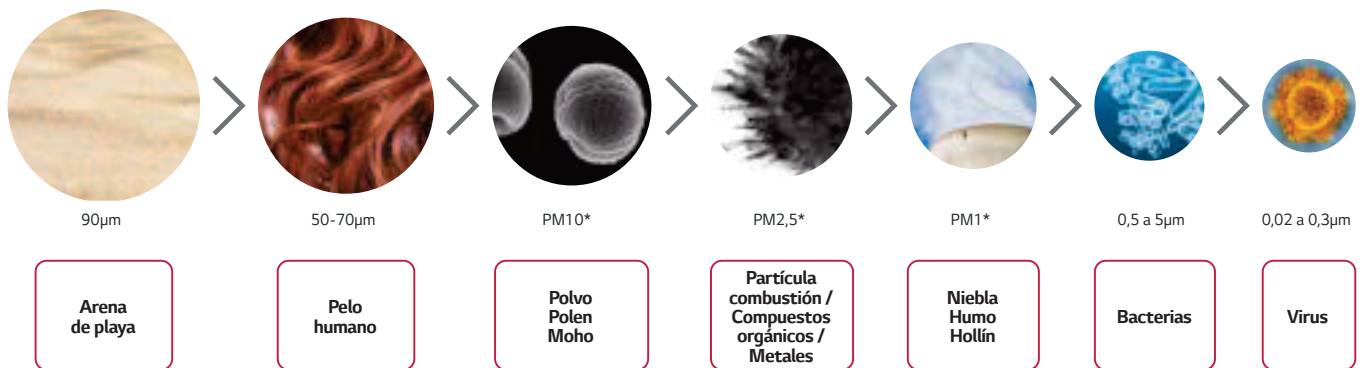 90µm
50-70µm
PM10*
PM2,5*
PM1*
0,5 a 5µm
0,02 a 0,3µm
Arena
de playa
Pelo
humano
Polvo
Polen
Moho
Partícula
combustión /
Compuestos
orgánicos /
Metales
Niebla
Humo
Hollín
Bacterias
Virus